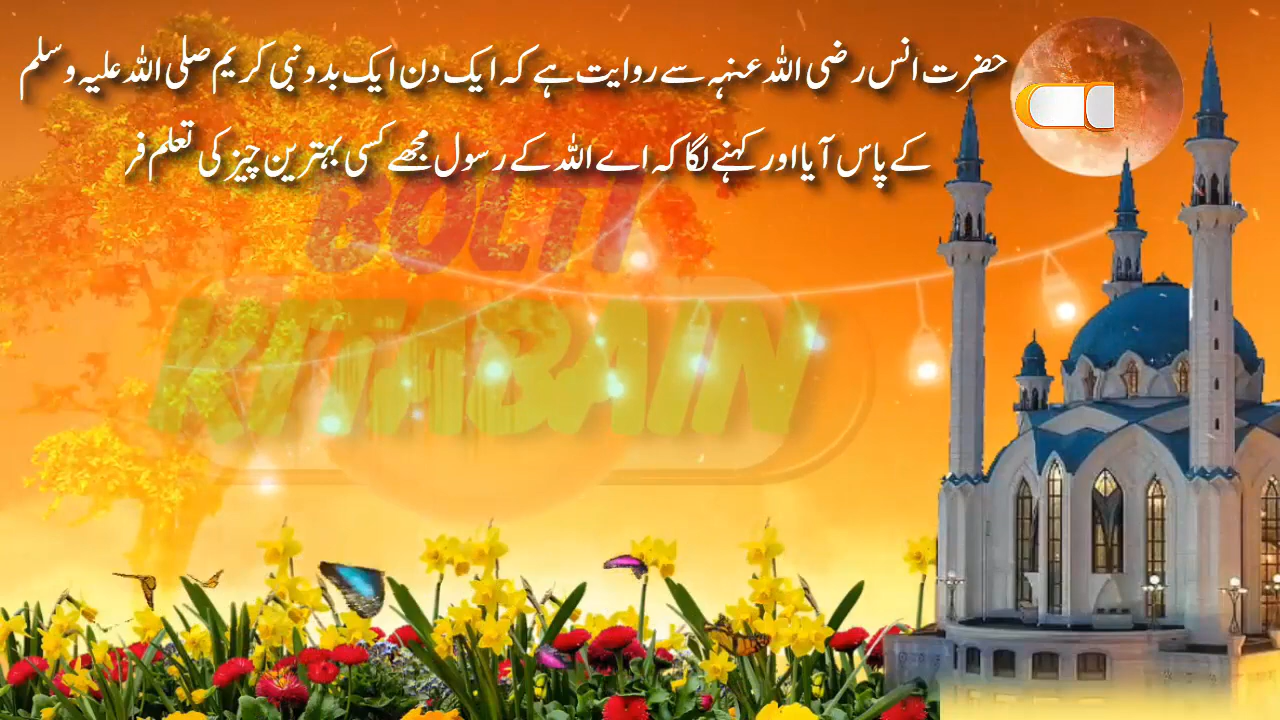 حضرت انس رضی اللہ عنہہ سے روایت ہے کہ ایک دن ایک بدو نبی کریم صلی اللہ علیہ وسلم
کے پاس آیا اور کہنے لگا کہ اے اللہ کے رسول مجھے کسی بہترین چیز کی تعلم فر
BOLTI
KITABAIN